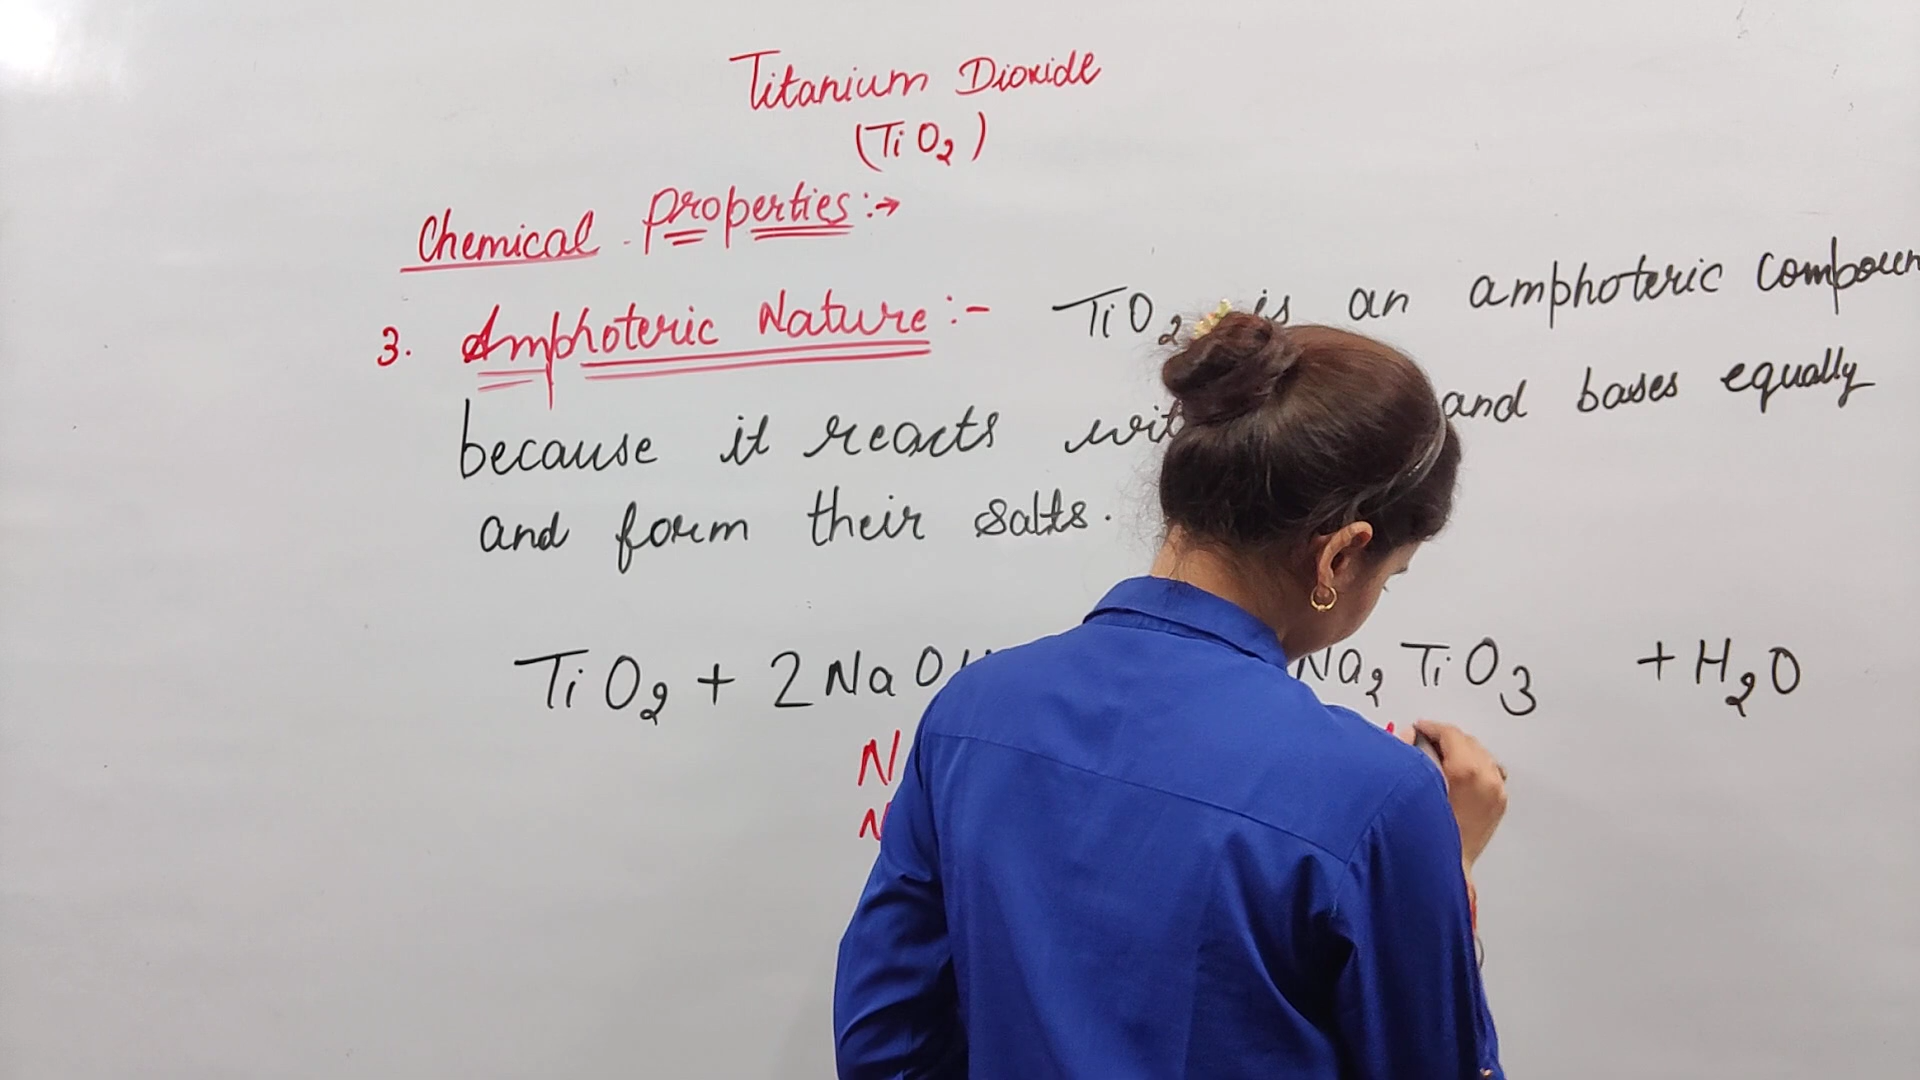 Titanium Dioxide
(TiO2)
Chemical Properties:→
3. Amphoteric Nature:- TiO2 is an amphoteric
because it reacts and bases equally
and form their salts.
TiO2 + 2NaO Na2TiO3 + H2O
N
N